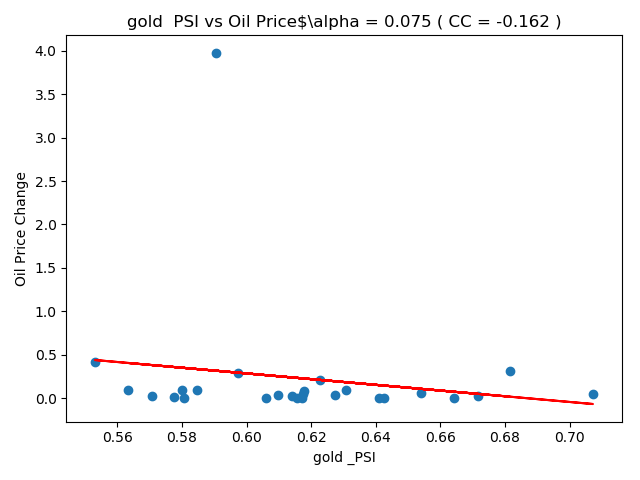 gold  PSI vs Oil Price$\alpha = 0.075 ( CC = -0.162 )
4.0
3.5
3.0
2.5
2.0
1.5
1.0
0.5
0.0
Oil Price Change
0.56 0.58 0.60 0.62 0.64 0.66 0.68 0.70
gold _PSI